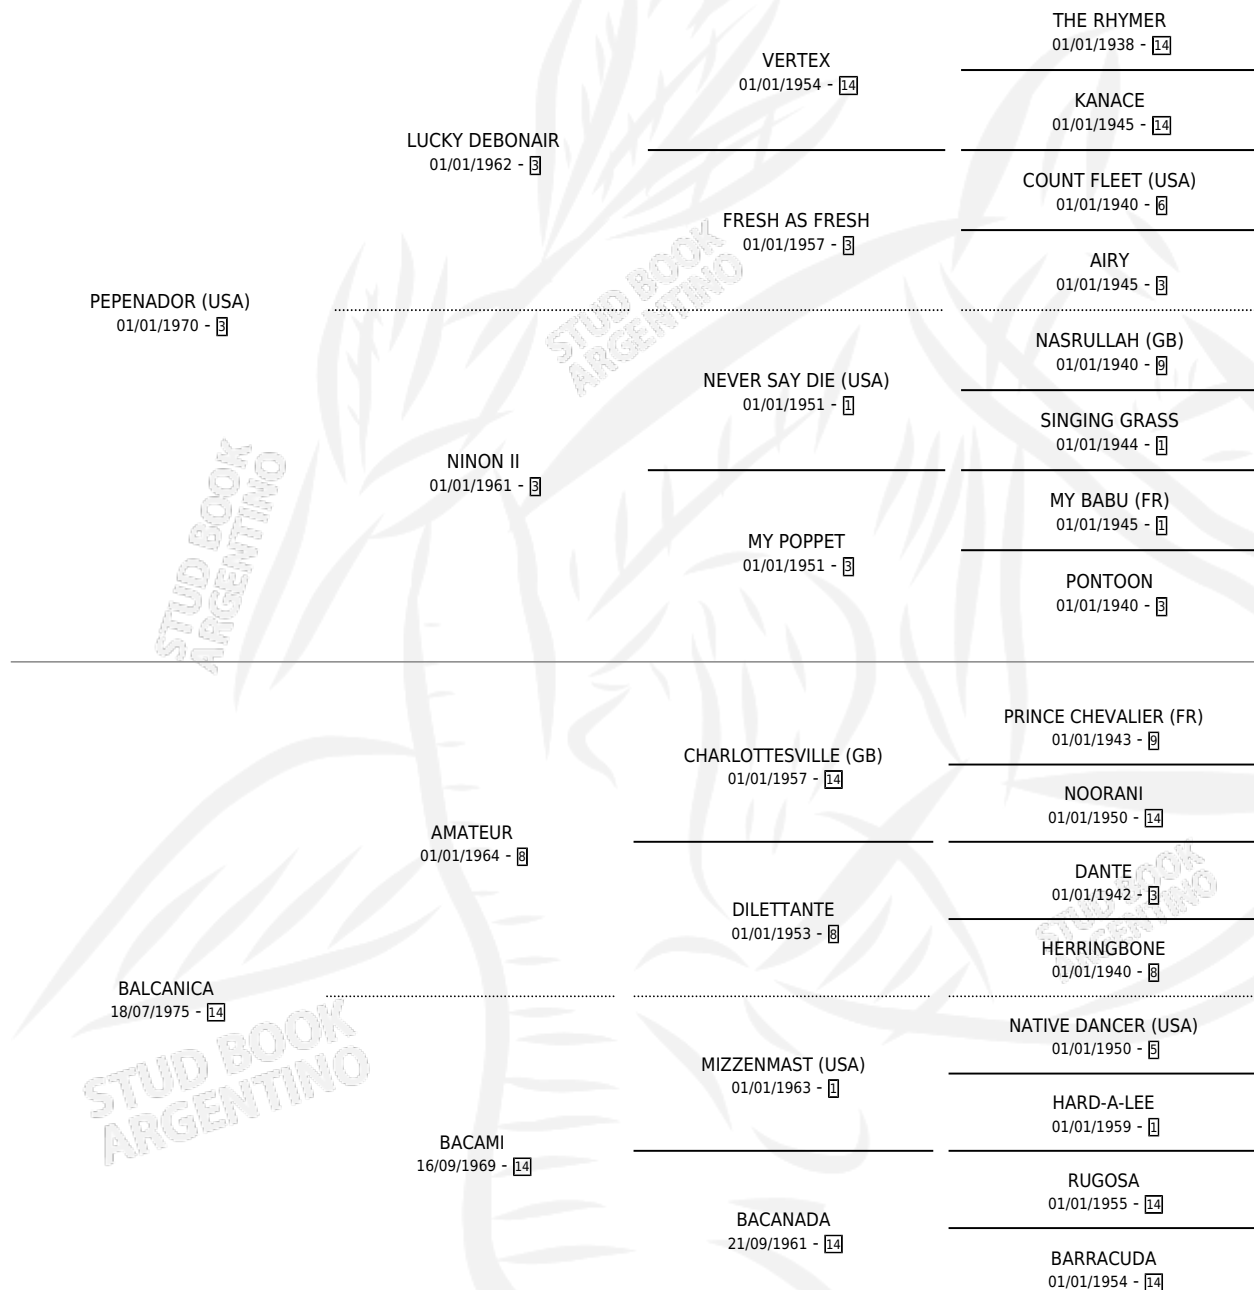 THE RHYMER
01/01/1938 - 14
VERTEX
01/01/1954 - 14
KANACE
01/01/1945 - 14
LUCKY DEBONAIR
01/01/1962 - 3
COUNT FLEET (USA)
01/01/1940 - 6
FRESH AS FRESH
01/01/1957 - 3
AIRY
01/01/1945 - 3
PEPENADOR (USA)
01/01/1970 - 3
NASRULLAH (GB)
01/01/1940 - 9
NEVER SAY DIE (USA)
01/01/1951 - 1
SINGING GRASS
01/01/1944 - 1
NINON II
01/01/1961 - 3
MY BABU (FR)
01/01/1945 - 1
MY POPPET
01/01/1951 - 3
PONTOON
01/01/1940 - 3
STUD BOOK
ARGENTINO
STUD BOOK
ARGENTINO
PRINCE CHEVALIER (FR)
01/01/1943 - 9
CHARLOTTESVILLE (GB)
01/01/1957 - 14
NOORANI
01/01/1950 - 14
AMATEUR
01/01/1964 - 8
DANTE
01/01/1942 - 3
DILETTANTE
01/01/1953 - 8
HERRINGBONE
01/01/1940 - 8
BALCANICA
18/07/1975 - 14
NATIVE DANCER (USA)
01/01/1950 - 5
MIZZENMAST (USA)
01/01/1963 - 1
HARD-A-LEE
01/01/1959 - 1
BACAMI
16/09/1969 - 14
RUGOSA
01/01/1955 - 14
BACANADA
21/09/1961 - 14
BARRACUDA
01/01/1954 - 14
STUD BOOK
ARGENTINO
STUD BOOK
ARGENTINO